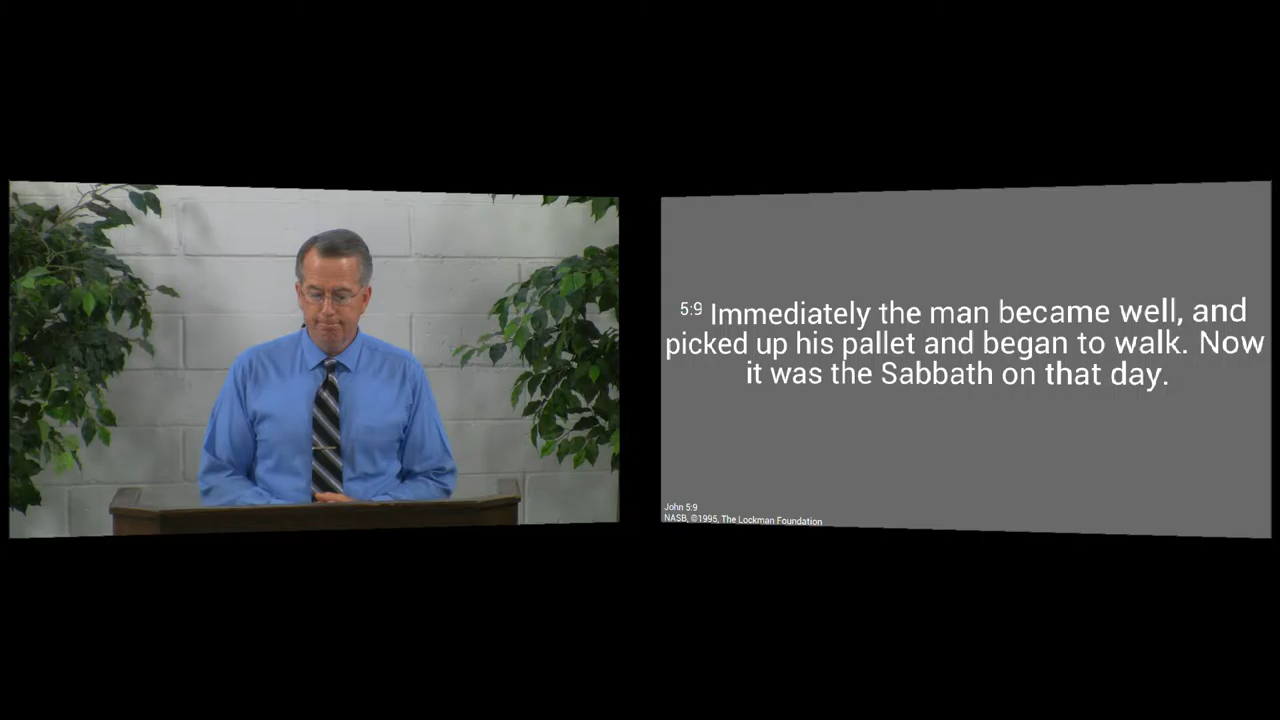 5:9 Immediately the man became well, and
picked up his pallet and began to walk. Now
it was the Sabbath on that day.
John 5:9
NASB, ©1995, The Lockman Foundation